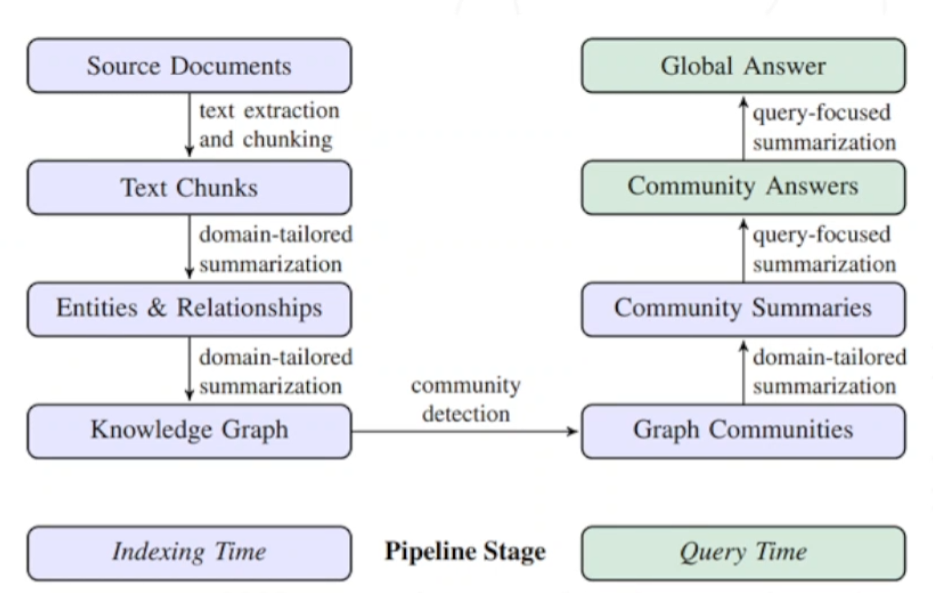 Source Documents
text extraction
and chunking
Text Chunks
domain-tailored
summarization
Entities & Relationships
domain-tailored
summarization
Knowledge Graph
community
detection
Global Answer
query-focused
summarization
Community Answers
query-focused
summarization
Community Summaries
domain-tailored
summarization
Graph Communities
Indexing Time
Pipeline Stage
Query Time